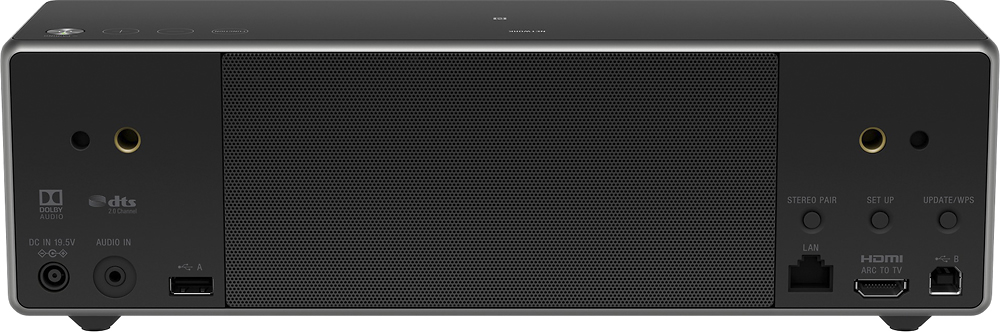 NETWORK
DOLBY
AUDIO
dts
2.0 Channel
STEREO PAIR
SET UP
UPDATE/WPS
DC IN 19.5V
AUDIO IN
A
LAN
HDMI
ARC TO TV
B